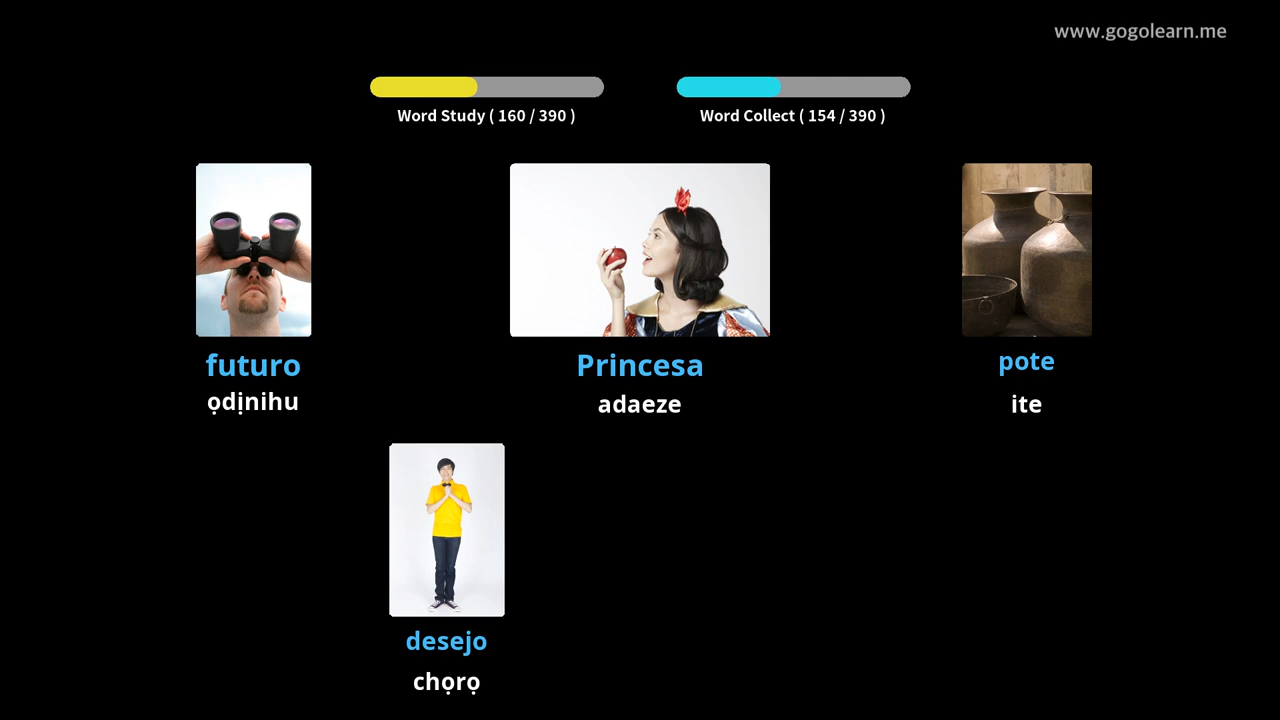 www.gogolearn.me
Word Study ( 160 / 390 )
Word Collect ( 154 / 390 )
futuro
ọdịnihu
Princesa
adaeze
pote
ite
desejo
chọrọ